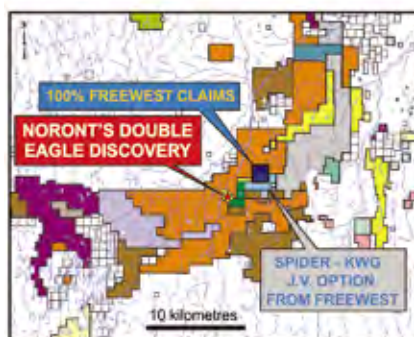 100% FREEWEST CLAIMS
NORONT'S DOUBLE
EAGLE DISCOVERY
SPIDER - KWG
J.V. OPTION
FROM FREEWEST
10 kilometres